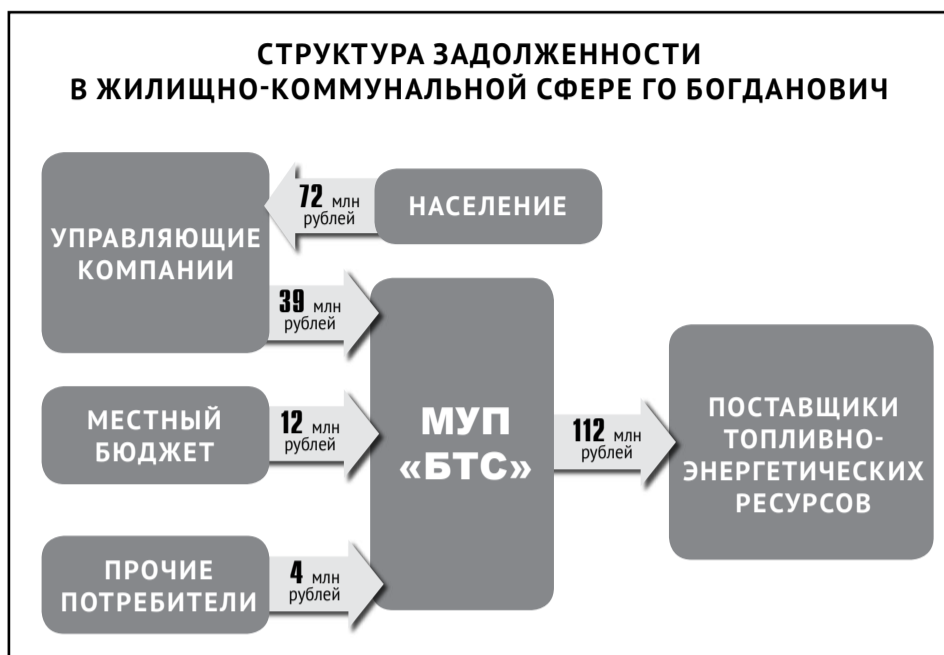 СТРУКТУРА ЗАДОЛЖЕННОСТИ
В ЖИЛИЩНО-КОММУНАЛЬНОЙ СФЕРЕ ГО БОГДАНОВИЧ
УПРАВЛЯЮЩИЕ
КОМПАНИИ
72 млн
рублей
НАСЕЛЕНИЕ
39 млн
рублей
МЕСТНЫЙ
БЮДЖЕТ
12 млн
рублей
ПРОЧИЕ
ПОТРЕБИТЕЛИ
4 млн
рублей
МУП
«БТС»
112 млн
рублей
ПОСТАВЩИКИ
ТОПЛИВНО-
ЭНЕРГЕТИЧЕСКИХ
РЕСУРСОВ